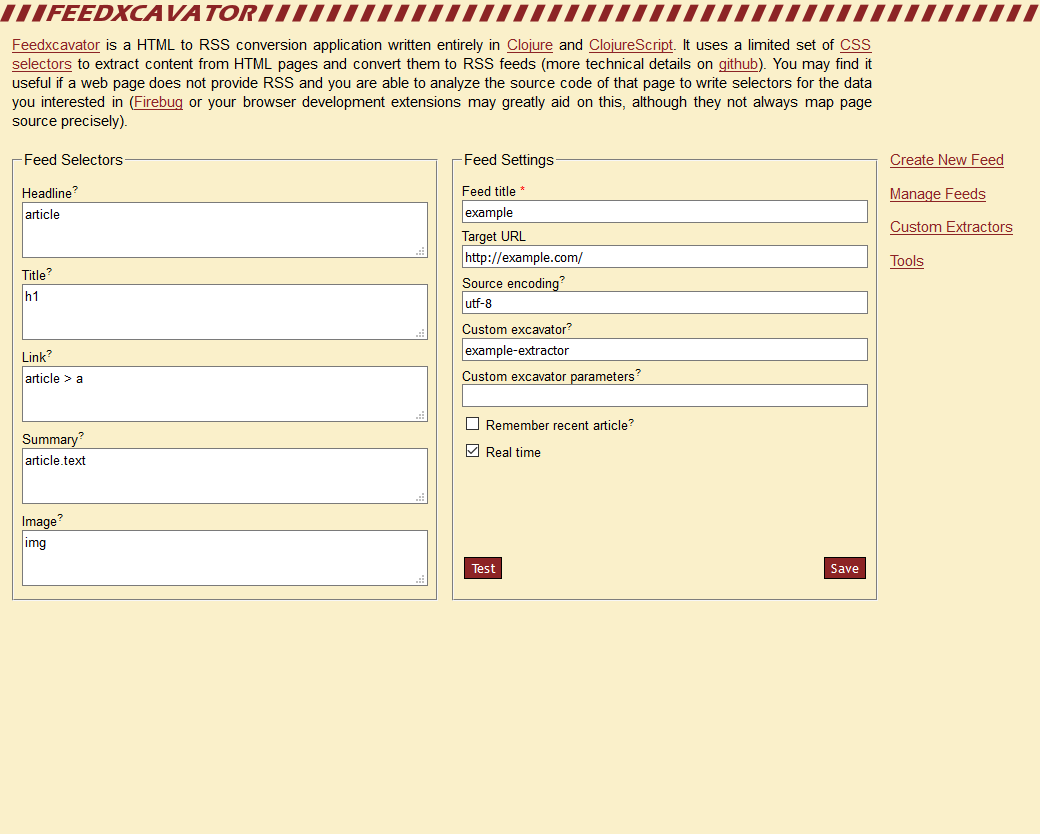 FEEDXCAVATOR
Feedxcavator is a HTML to RSS conversion application written entirely in Clojure and ClojureScript. It uses a limited set of CSS
selectors to extract content from HTML pages and convert them to RSS feeds (more technical details on github). You may find it
useful if a web page does not provide RSS and you are able to analyze the source code of that page to write selectors for the data
you interested in (Firebug or your browser development extensions may greatly aid on this, although they not always map page
source precisely).
Feed Selectors
Headline?
article
Title?
h1
Link?
article > a
Summary?
article.text
Image?
img
Feed Settings
Feed title *
example
Target URL
http://example.com/
Source encoding?
utf-8
Custom excavator?
example-extractor
Custom excavator parameters?
Remember recent article?
Real time
Test
Save
Create New Feed
Manage Feeds
Custom Extractors
Tools